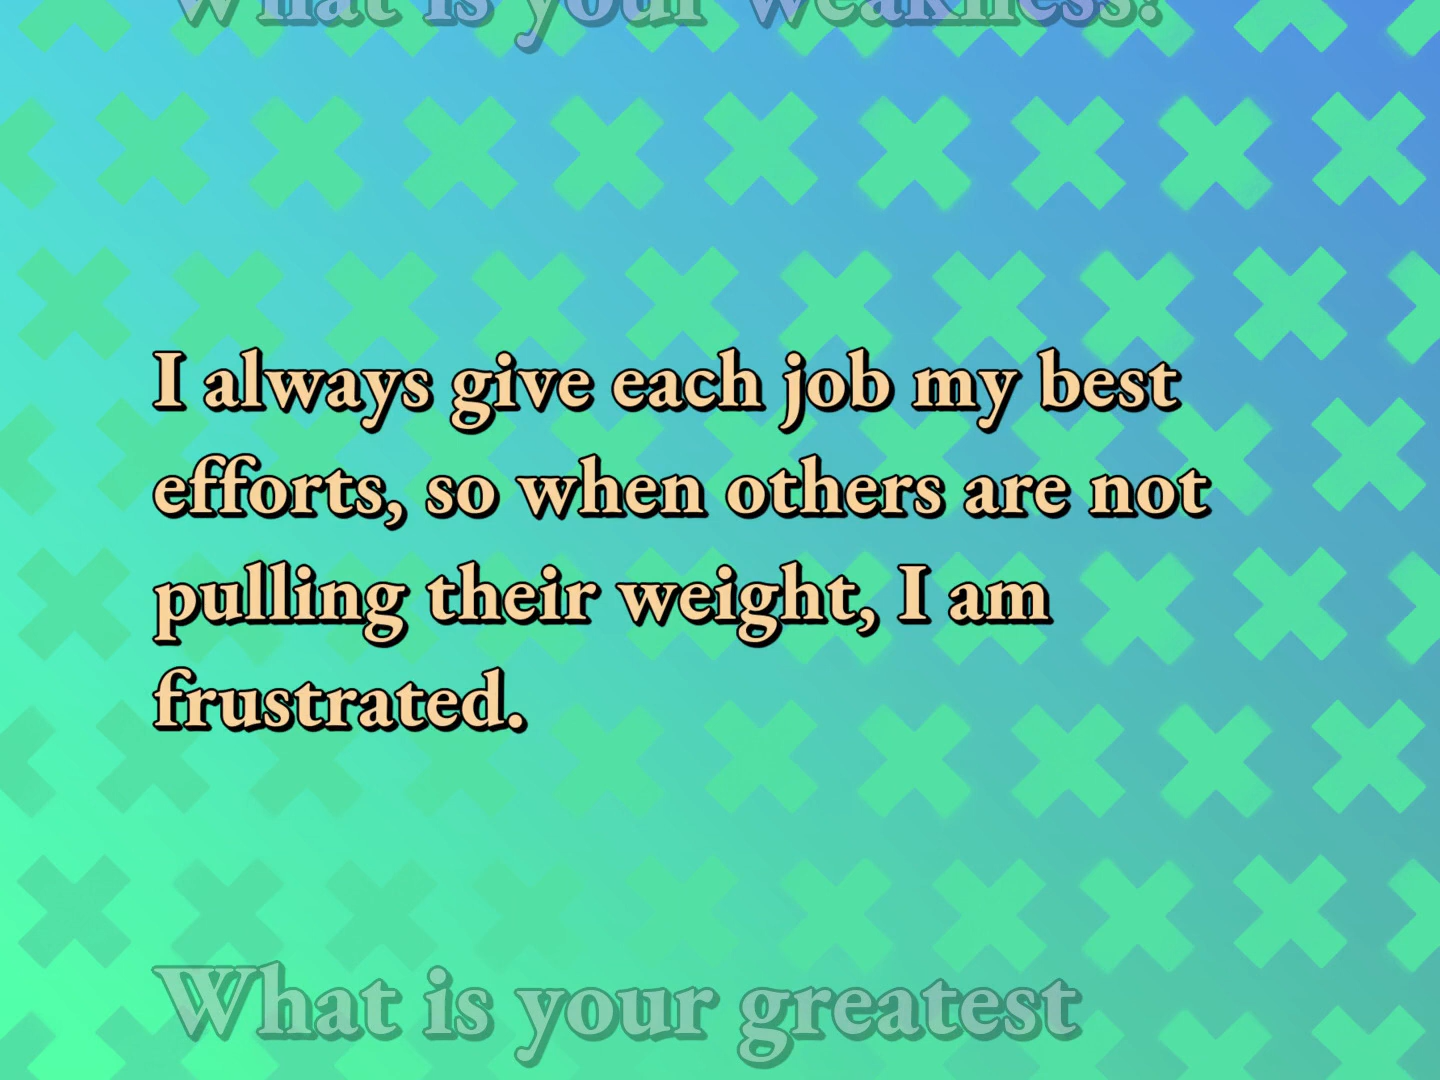 What is your weakness?
I always give each job my best
efforts, so when others are not
pulling their weight, I am
frustrated.
What is your greatest